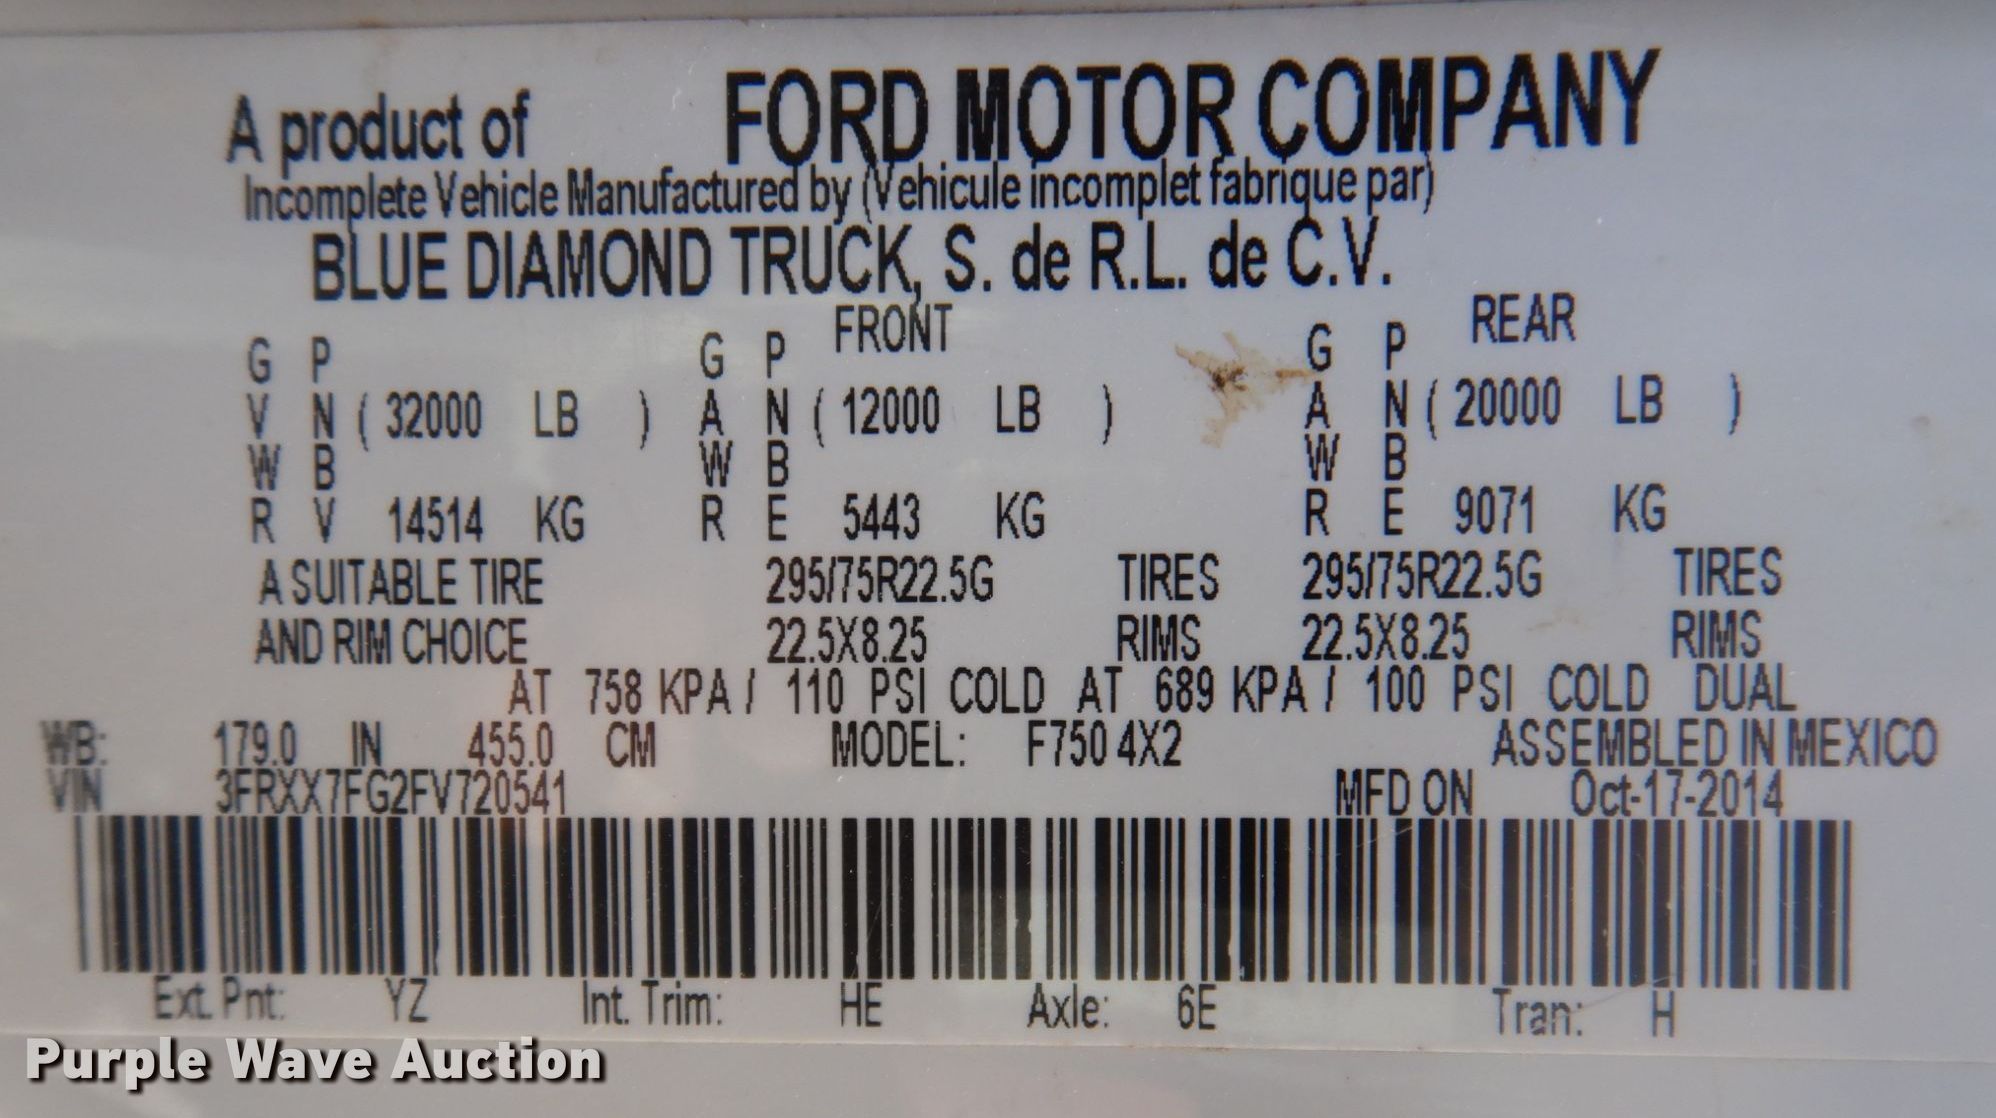 A product of FORD MOTOR COMPANY
Incomplete Vehicle Manufactured by (Vehicule incomplet fabrique par)
BLUE DIAMOND TRUCK, S. de R.L. de C.V.
FRONT REAR
G P G P G P
V N ( 32000 LB ) A N ( 12000 LB ) A N ( 20000 LB )
W B W B W B
R V 14514 KG R E 5443 KG R E 9071 KG
A SUITABLE TIRE 295/75R22.5G TIRES 295/75R22.5G TIRES
AND RIM CHOICE 22.5X8.25 RIMS 22.5X8.25 RIMS
AT 758 KPA / 110 PSI COLD AT 689 KPA / 100 PSI COLD DUAL
WB: 179.0 IN 455.0 CM MODEL: F750 4X2 ASSEMBLED IN MEXICO
VIN 3FRXX7FG2FV720541 MFD ON Oct-17-2014
Ext. Pnt: YZ Int. Trim: HE Axle: 6E Tran: H
Purple Wave Auction